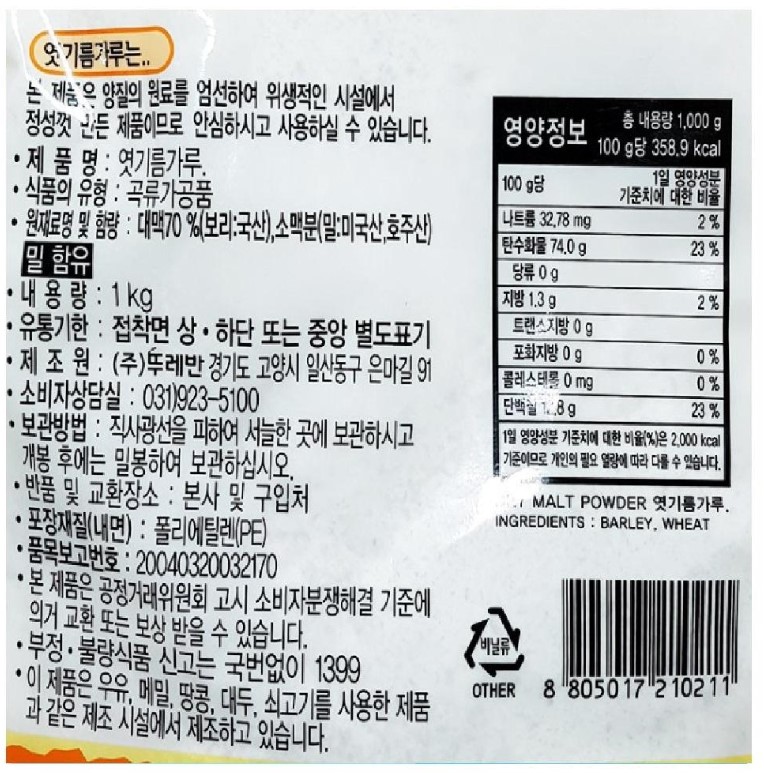 엿기름가루는..
본 제품은 양질의 원료를 엄선하여 위생적인 시설에서
정성껏 만든 제품이므로 안심하시고 사용하실 수 있습니다.
• 제 품 명 : 엿기름가루.
• 식품의 유형 : 곡류가공품
• 원재료명 및 함량 : 대맥70 %(보리:국산),소맥분(밀:미국산,호주산)
밀 함유
• 내 용 량 : 1 kg
• 유통기한 : 접착면 상 • 하단 또는 중앙 별도표기
• 제 조 원 : (주)뚜레반 경기도 고양시 일산동구 은마길 91
• 소비자상담실 : 031)923-5100
• 보관방법 : 직사광선을 피하여 서늘한 곳에 보관하시고
개봉 후에는 밀봉하여 보관하십시오.
• 반품 및 교환장소 : 본사 및 구입처
• 포장재질(내면) : 폴리에틸렌(PE)
• 품목보고번호 : 20040320032170
• 본 제품은 공정거래위원회 고시 소비자분쟁해결 기준에
의거 교환 또는 보상 받을 수 있습니다.
• 부정 • 불량식품 신고는 국번없이 1399
• 이 제품은 우유, 메밀, 땅콩, 대두, 쇠고기를 사용한 제품
과 같은 제조 시설에서 제조하고 있습니다.
영양정보 총 내용량 1,000 g
100 g당 358.9 kcal
100 g당 1일 영양성분
기준치에 대한 비율
나트륨 32.78 mg 2 %
탄수화물 74.0 g 23 %
당류 0 g
지방 1.3 g 2 %
트랜스지방 0 g
포화지방 0 g 0 %
콜레스테롤 0 mg 0 %
단백질 12.8 g 23 %
1일 영양성분 기준치에 대한 비율(%)은 2,000 kcal
기준이므로 개인의 필요 열량에 따라 다를 수 있습니다.
MALT POWDER 엿기름가루.
INGREDIENTS : BARLEY, WHEAT
비닐류
OTHER
8 805017 210211